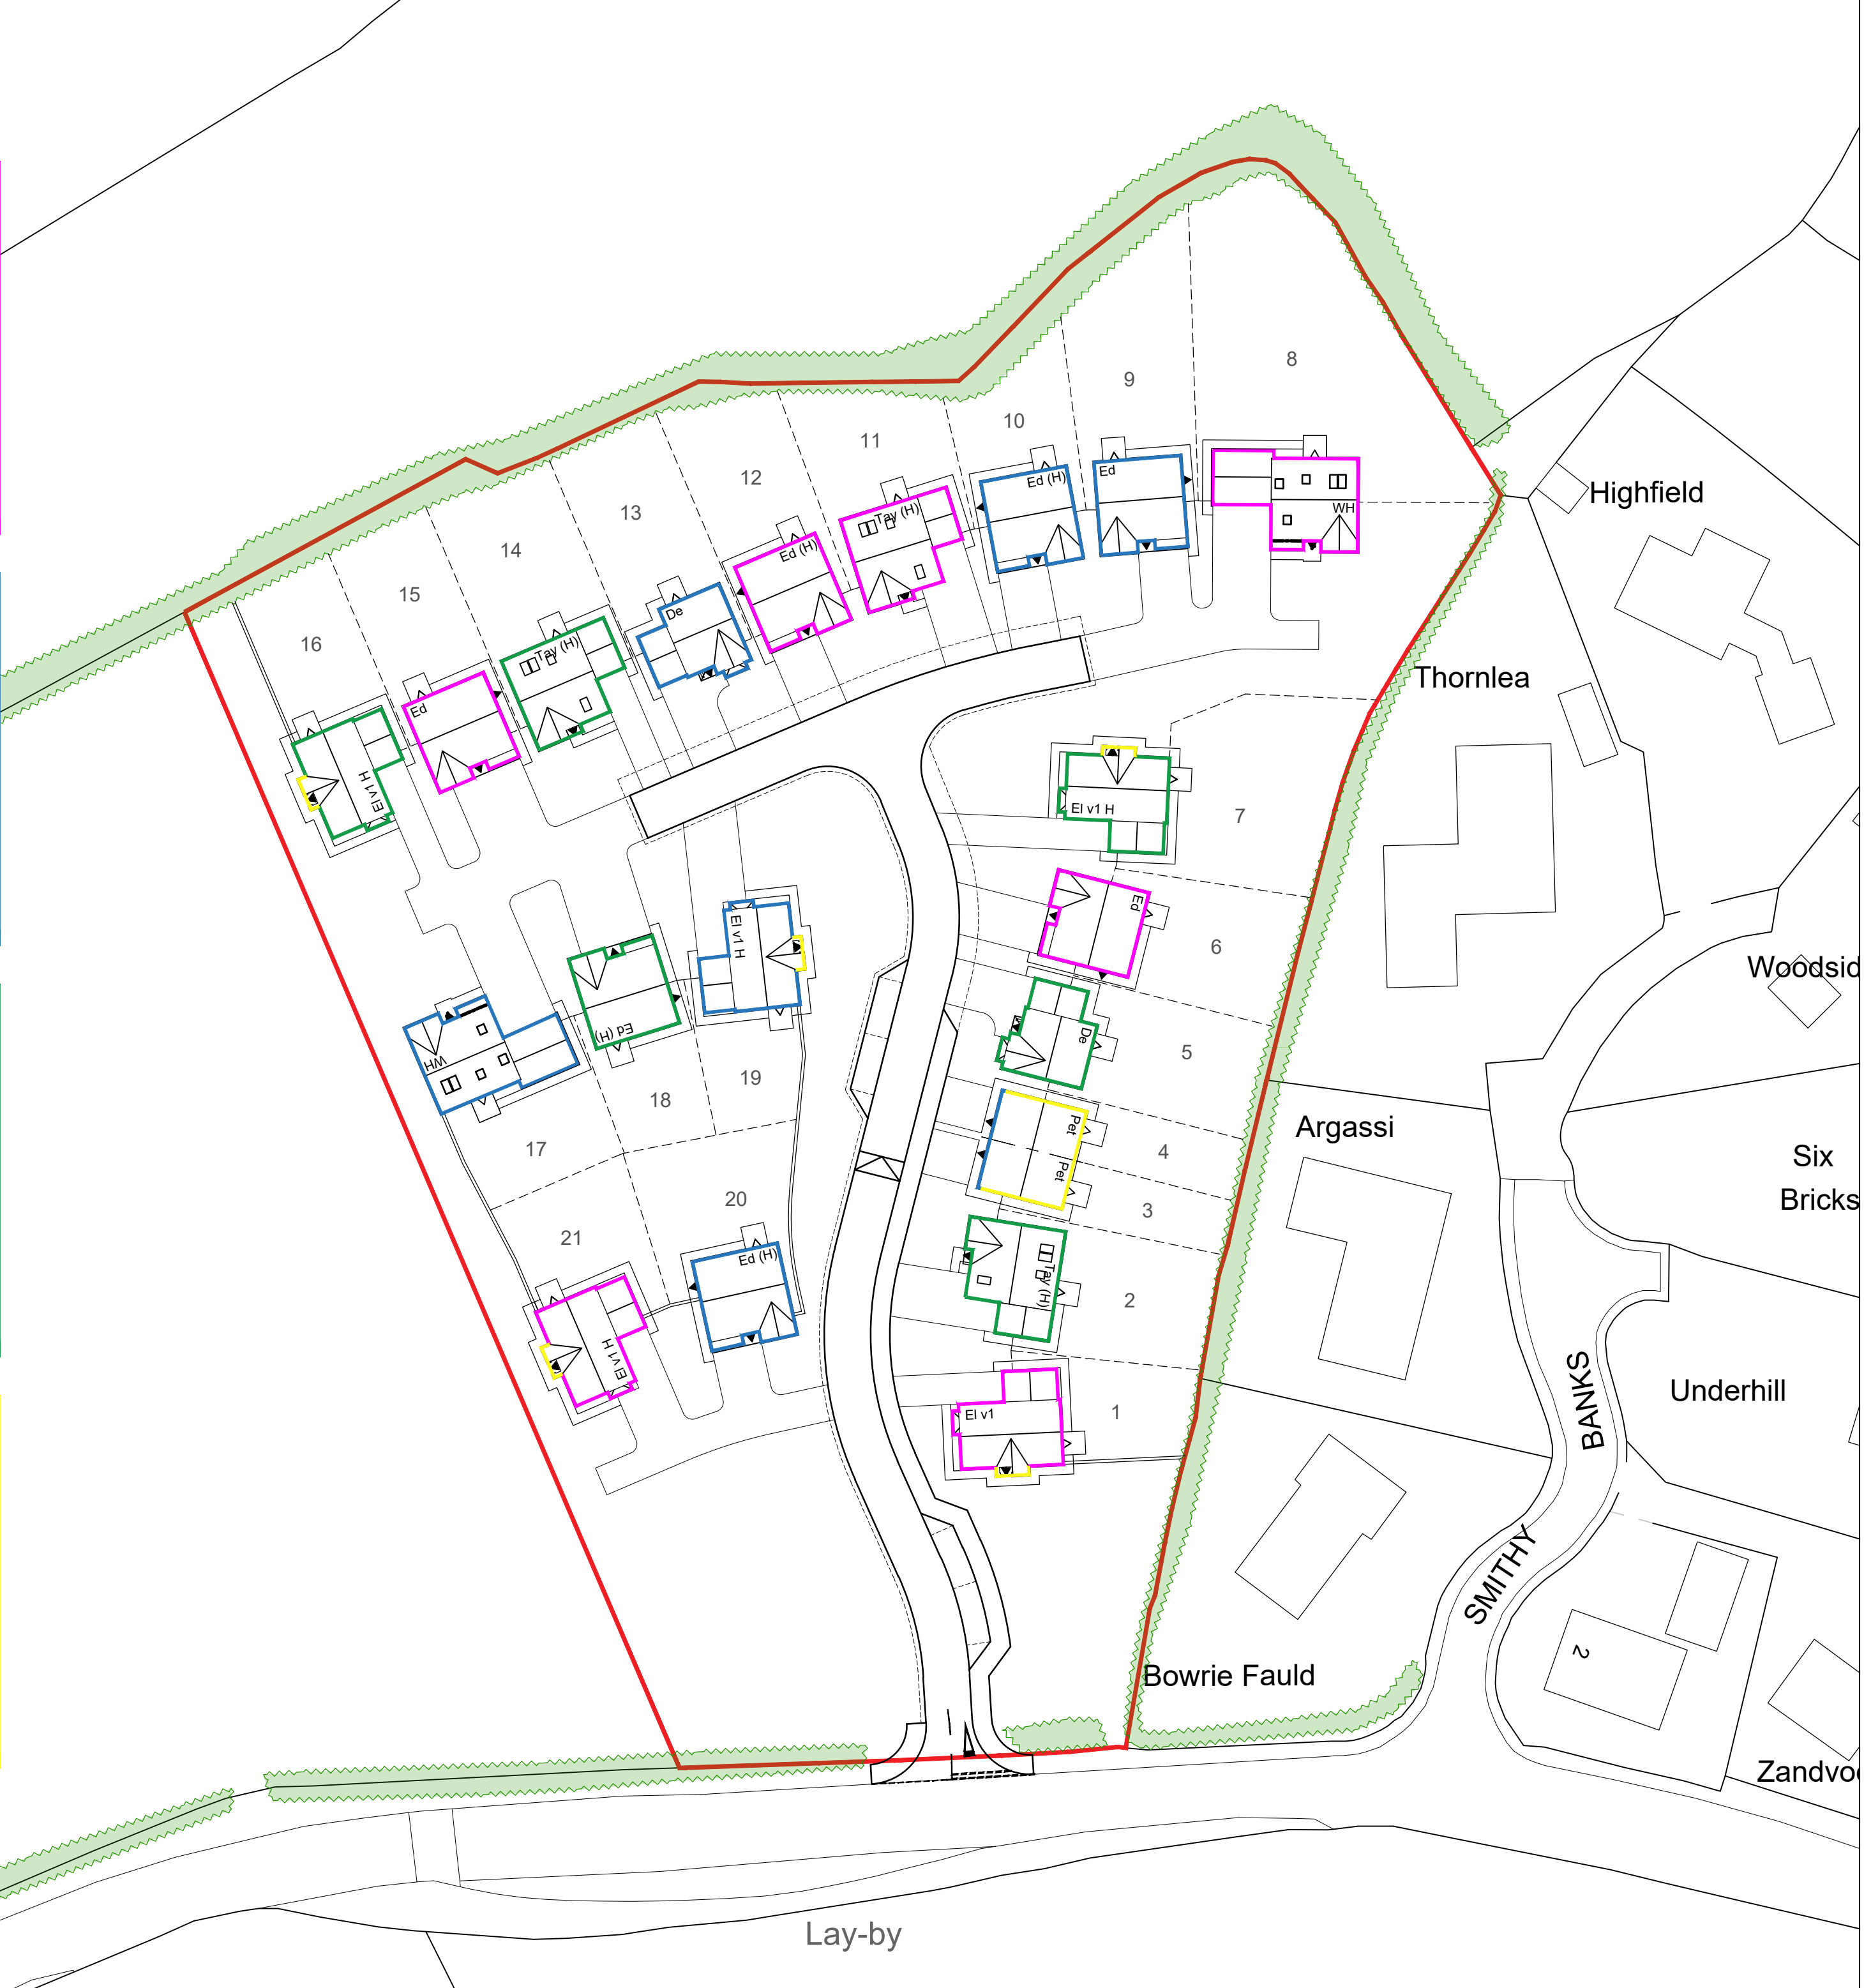 8
9
10
11
12
13
14
15
16
Ed (H)
Ed
WH
Tay (H)
Ed (H)
De
Tay (H)
Ed
El v1 H
Highfield
Thornlea
El v1 H
7
Ed
6
De
5
Pet
4
Pet
3
Tay (H)
2
El v1
1
El v1 H
19
Ed (H)
18
WH
17
20
21
Ed (H)
El v1 H
Woodsid
Argassi
Six
Bricks
BANKS
Underhill
SMITHY
2
Bowrie Fauld
Zandvo
Lay-by